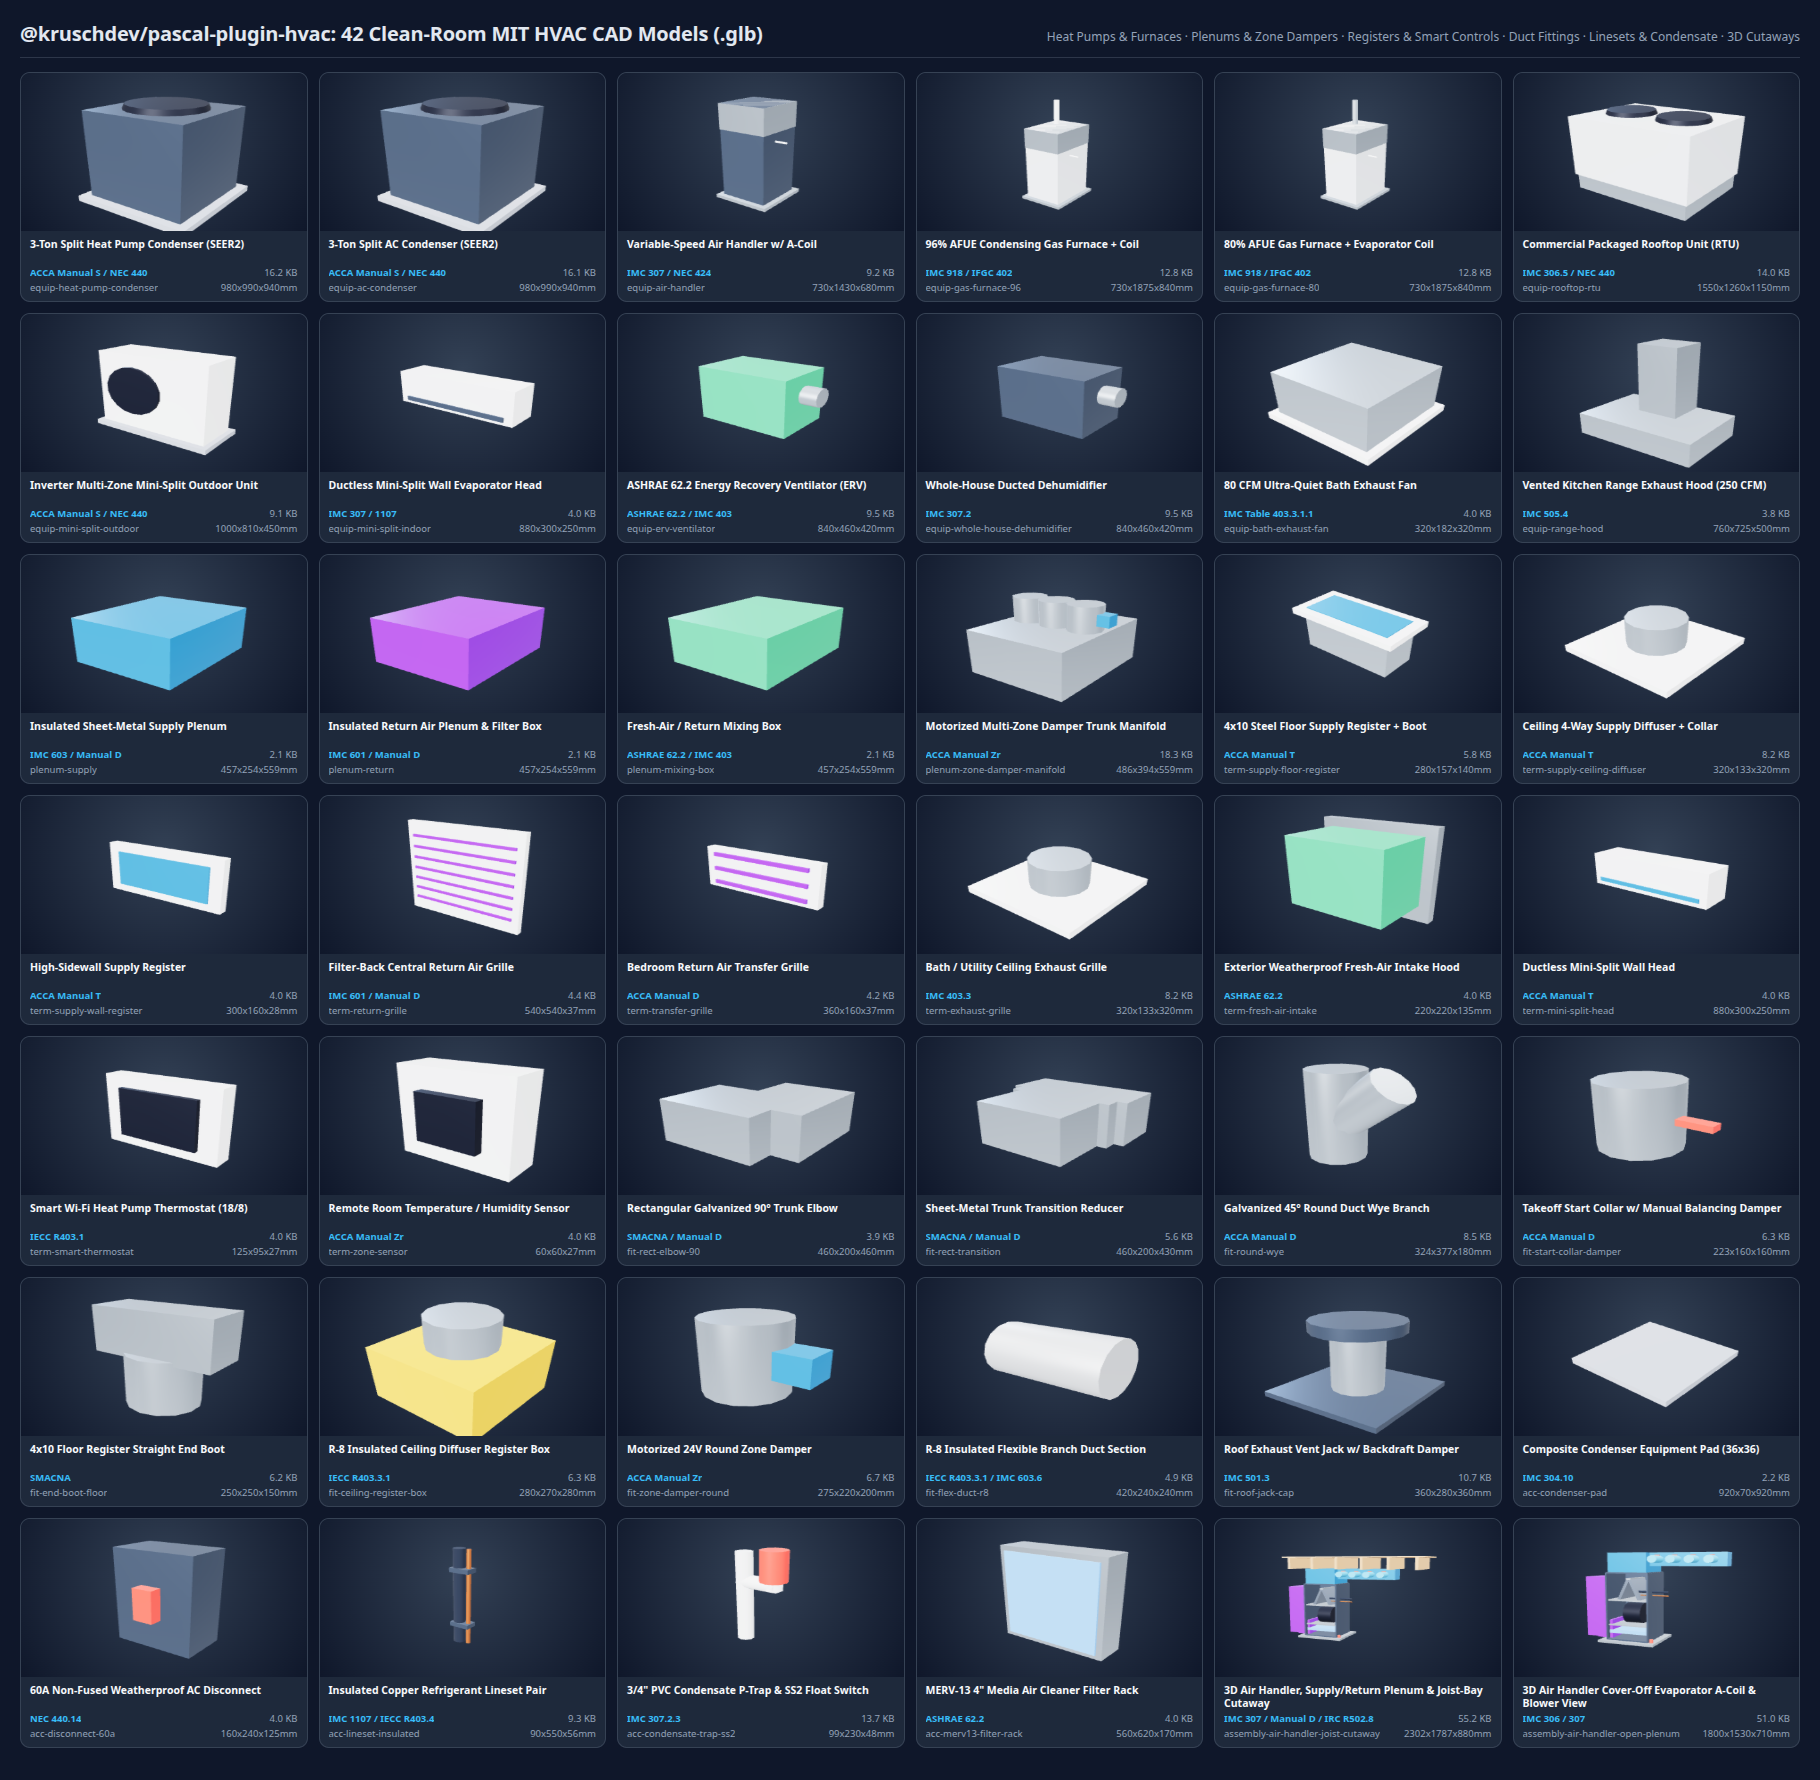 @kruschdev/pascal-plugin-hvac: 42 Clean-Room MIT HVAC CAD Models (.glb)
Heat Pumps & Furnaces · Plenums & Zone Dampers · Registers & Smart Controls · Duct Fittings · Linesets & Condensate · 3D Cutaways
3-Ton Split Heat Pump Condenser (SEER2)
ACCA Manual S / NEC 440 16.2 KB
equip-heat-pump-condenser 980x990x940mm
3-Ton Split AC Condenser (SEER2)
ACCA Manual S / NEC 440 16.1 KB
equip-ac-condenser 980x990x940mm
Variable-Speed Air Handler w/ A-Coil
IMC 307 / NEC 424 9.2 KB
equip-air-handler 730x1430x680mm
96% AFUE Condensing Gas Furnace + Coil
IMC 918 / IFGC 402 12.8 KB
equip-gas-furnace-96 730x1875x840mm
80% AFUE Gas Furnace + Evaporator Coil
IMC 918 / IFGC 402 12.8 KB
equip-gas-furnace-80 730x1875x840mm
Commercial Packaged Rooftop Unit (RTU)
IMC 306.5 / NEC 440 14.0 KB
equip-rooftop-rtu 1550x1260x1150mm
Inverter Multi-Zone Mini-Split Outdoor Unit
ACCA Manual S / NEC 440 9.1 KB
equip-mini-split-outdoor 1000x810x450mm
Ductless Mini-Split Wall Evaporator Head
IMC 307 / 1107 4.0 KB
equip-mini-split-indoor 880x300x250mm
ASHRAE 62.2 Energy Recovery Ventilator (ERV)
ASHRAE 62.2 / IMC 403 9.5 KB
equip-erv-ventilator 840x460x420mm
Whole-House Ducted Dehumidifier
IMC 307.2 9.5 KB
equip-whole-house-dehumidifier 840x460x420mm
80 CFM Ultra-Quiet Bath Exhaust Fan
IMC Table 403.3.1.1 4.0 KB
equip-bath-exhaust-fan 320x182x320mm
Vented Kitchen Range Exhaust Hood (250 CFM)
IMC 505.4 3.8 KB
equip-range-hood 760x725x500mm
Insulated Sheet-Metal Supply Plenum
IMC 603 / Manual D 2.1 KB
plenum-supply 457x254x559mm
Insulated Return Air Plenum & Filter Box
IMC 601 / Manual D 2.1 KB
plenum-return 457x254x559mm
Fresh-Air / Return Mixing Box
ASHRAE 62.2 / IMC 403 2.1 KB
plenum-mixing-box 457x254x559mm
Motorized Multi-Zone Damper Trunk Manifold
ACCA Manual Zr 18.3 KB
plenum-zone-damper-manifold 486x394x559mm
4x10 Steel Floor Supply Register + Boot
ACCA Manual T 5.8 KB
term-supply-floor-register 280x157x140mm
Ceiling 4-Way Supply Diffuser + Collar
ACCA Manual T 8.2 KB
term-supply-ceiling-diffuser 320x133x320mm
High-Sidewall Supply Register
ACCA Manual T 4.0 KB
term-supply-wall-register 300x160x28mm
Filter-Back Central Return Air Grille
IMC 601 / Manual D 4.4 KB
term-return-grille 540x540x37mm
Bedroom Return Air Transfer Grille
ACCA Manual D 4.2 KB
term-transfer-grille 360x160x37mm
Bath / Utility Ceiling Exhaust Grille
IMC 403.3 8.2 KB
term-exhaust-grille 320x133x320mm
Exterior Weatherproof Fresh-Air Intake Hood
ASHRAE 62.2 4.0 KB
term-fresh-air-intake 220x220x135mm
Ductless Mini-Split Wall Head
ACCA Manual T 4.0 KB
term-mini-split-head 880x300x250mm
Smart Wi-Fi Heat Pump Thermostat (18/8)
IECC R403.1 4.0 KB
term-smart-thermostat 125x95x27mm
Remote Room Temperature / Humidity Sensor
ACCA Manual Zr 4.0 KB
term-zone-sensor 60x60x27mm
Rectangular Galvanized 90° Trunk Elbow
SMACNA / Manual D 3.9 KB
fit-rect-elbow-90 460x200x460mm
Sheet-Metal Trunk Transition Reducer
SMACNA / Manual D 5.6 KB
fit-rect-transition 460x200x430mm
Galvanized 45° Round Duct Wye Branch
ACCA Manual D 8.5 KB
fit-round-wye 324x377x180mm
Takeoff Start Collar w/ Manual Balancing Damper
ACCA Manual D 6.3 KB
fit-start-collar-damper 223x160x160mm
4x10 Floor Register Straight End Boot
SMACNA 6.2 KB
fit-end-boot-floor 250x250x150mm
R-8 Insulated Ceiling Diffuser Register Box
IECC R403.3.1 6.3 KB
fit-ceiling-register-box 280x270x280mm
Motorized 24V Round Zone Damper
ACCA Manual Zr 6.7 KB
fit-zone-damper-round 275x220x200mm
R-8 Insulated Flexible Branch Duct Section
IECC R403.3.1 / IMC 603.6 4.9 KB
fit-flex-duct-r8 420x240x240mm
Roof Exhaust Vent Jack w/ Backdraft Damper
IMC 501.3 10.7 KB
fit-roof-jack-cap 360x280x360mm
Composite Condenser Equipment Pad (36x36)
IMC 304.10 2.2 KB
acc-condenser-pad 920x70x920mm
60A Non-Fused Weatherproof AC Disconnect
NEC 440.14 4.0 KB
acc-disconnect-60a 160x240x125mm
Insulated Copper Refrigerant Lineset Pair
IMC 1107 / IECC R403.4 9.3 KB
acc-lineset-insulated 90x550x56mm
3/4" PVC Condensate P-Trap & SS2 Float Switch
IMC 307.2.3 13.7 KB
acc-condensate-trap-ss2 99x230x48mm
MERV-13 4" Media Air Cleaner Filter Rack
ASHRAE 62.2 4.0 KB
acc-merv13-filter-rack 560x620x170mm
3D Air Handler, Supply/Return Plenum & Joist-Bay
Cutaway
IMC 307 / Manual D / IRC R502.8 55.2 KB
assembly-air-handler-joist-cutaway 2302x1787x880mm
3D Air Handler Cover-Off Evaporator A-Coil &
Blower View
IMC 306 / 307 51.0 KB
assembly-air-handler-open-plenum 1800x1530x710mm